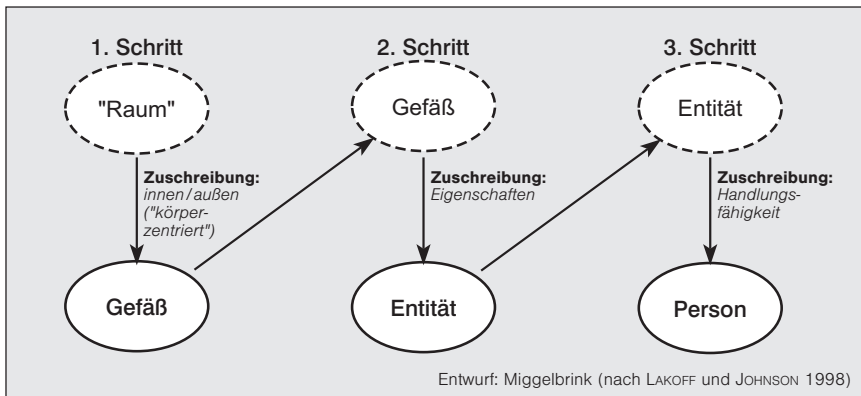 1. Schritt
"Raum"
Zuschreibung:
innen/außen
("körper-
zentriert")
Gefäß
2. Schritt
Gefäß
Zuschreibung:
Eigenschaften
Entität
3. Schritt
Entität
Zuschreibung:
Handlungs-
fähigkeit
Person
Entwurf: Miggelbrink (nach LAKOFF und JOHNSON 1998)